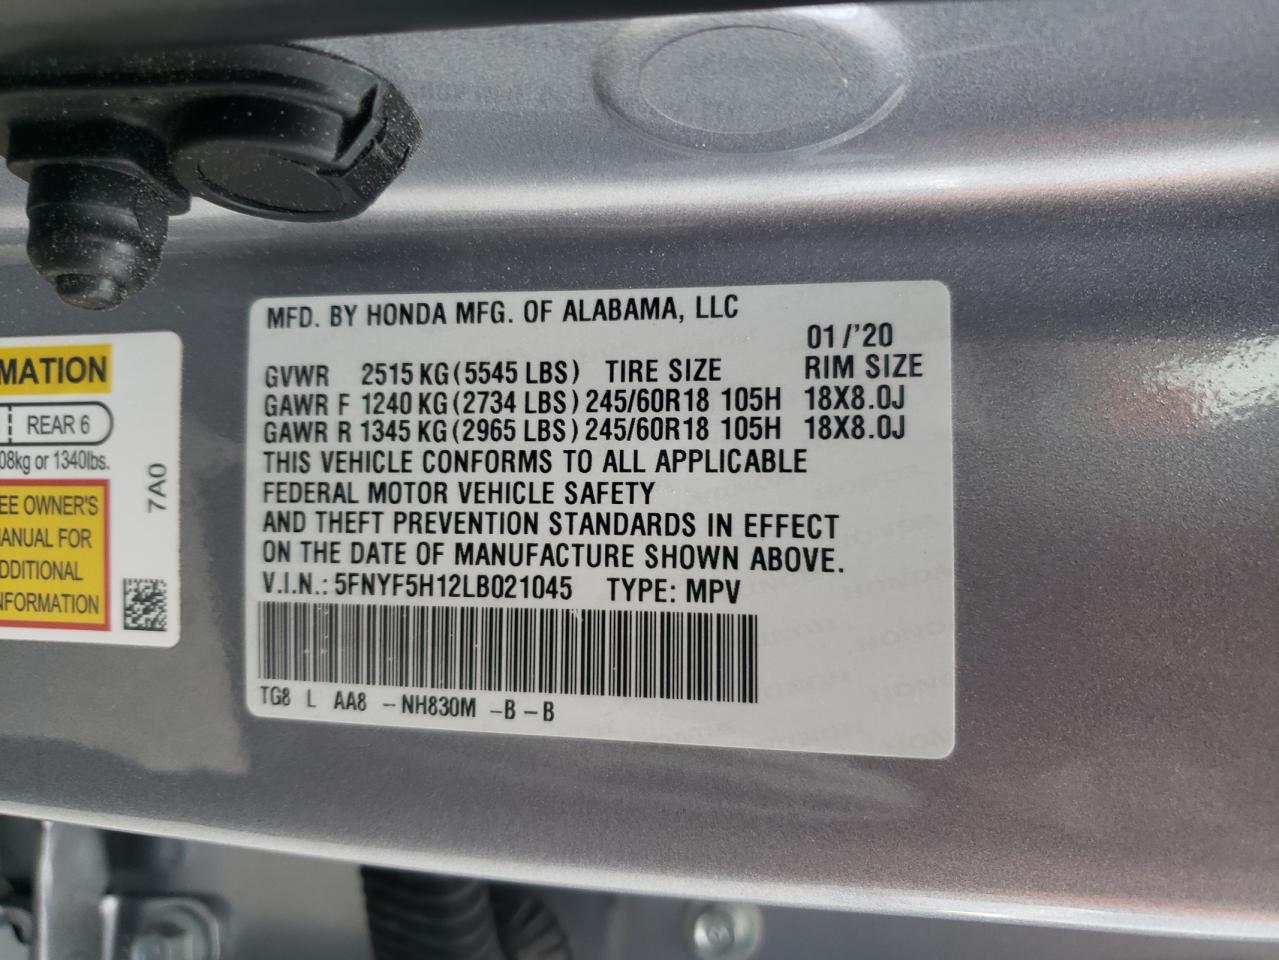 MFD. BY HONDA MFG. OF ALABAMA, LLC
01/'20
GVWR 2515 KG (5545 LBS) TIRE SIZE RIM SIZE
GAWR F 1240 KG (2734 LBS) 245/60R18 105H 18X8.0J
GAWR R 1345 KG (2965 LBS) 245/60R18 105H 18X8.0J
THIS VEHICLE CONFORMS TO ALL APPLICABLE
FEDERAL MOTOR VEHICLE SAFETY
AND THEFT PREVENTION STANDARDS IN EFFECT
ON THE DATE OF MANUFACTURE SHOWN ABOVE.
V.I.N.: 5FNYF5H12LB021045 TYPE: MPV
TG8 L AA8 -NH830M -B-B
MATION
REAR 6
08kg or 1340lbs.
EE OWNER'S
ANUAL FOR
DDITIONAL
NFORMATION
7A0